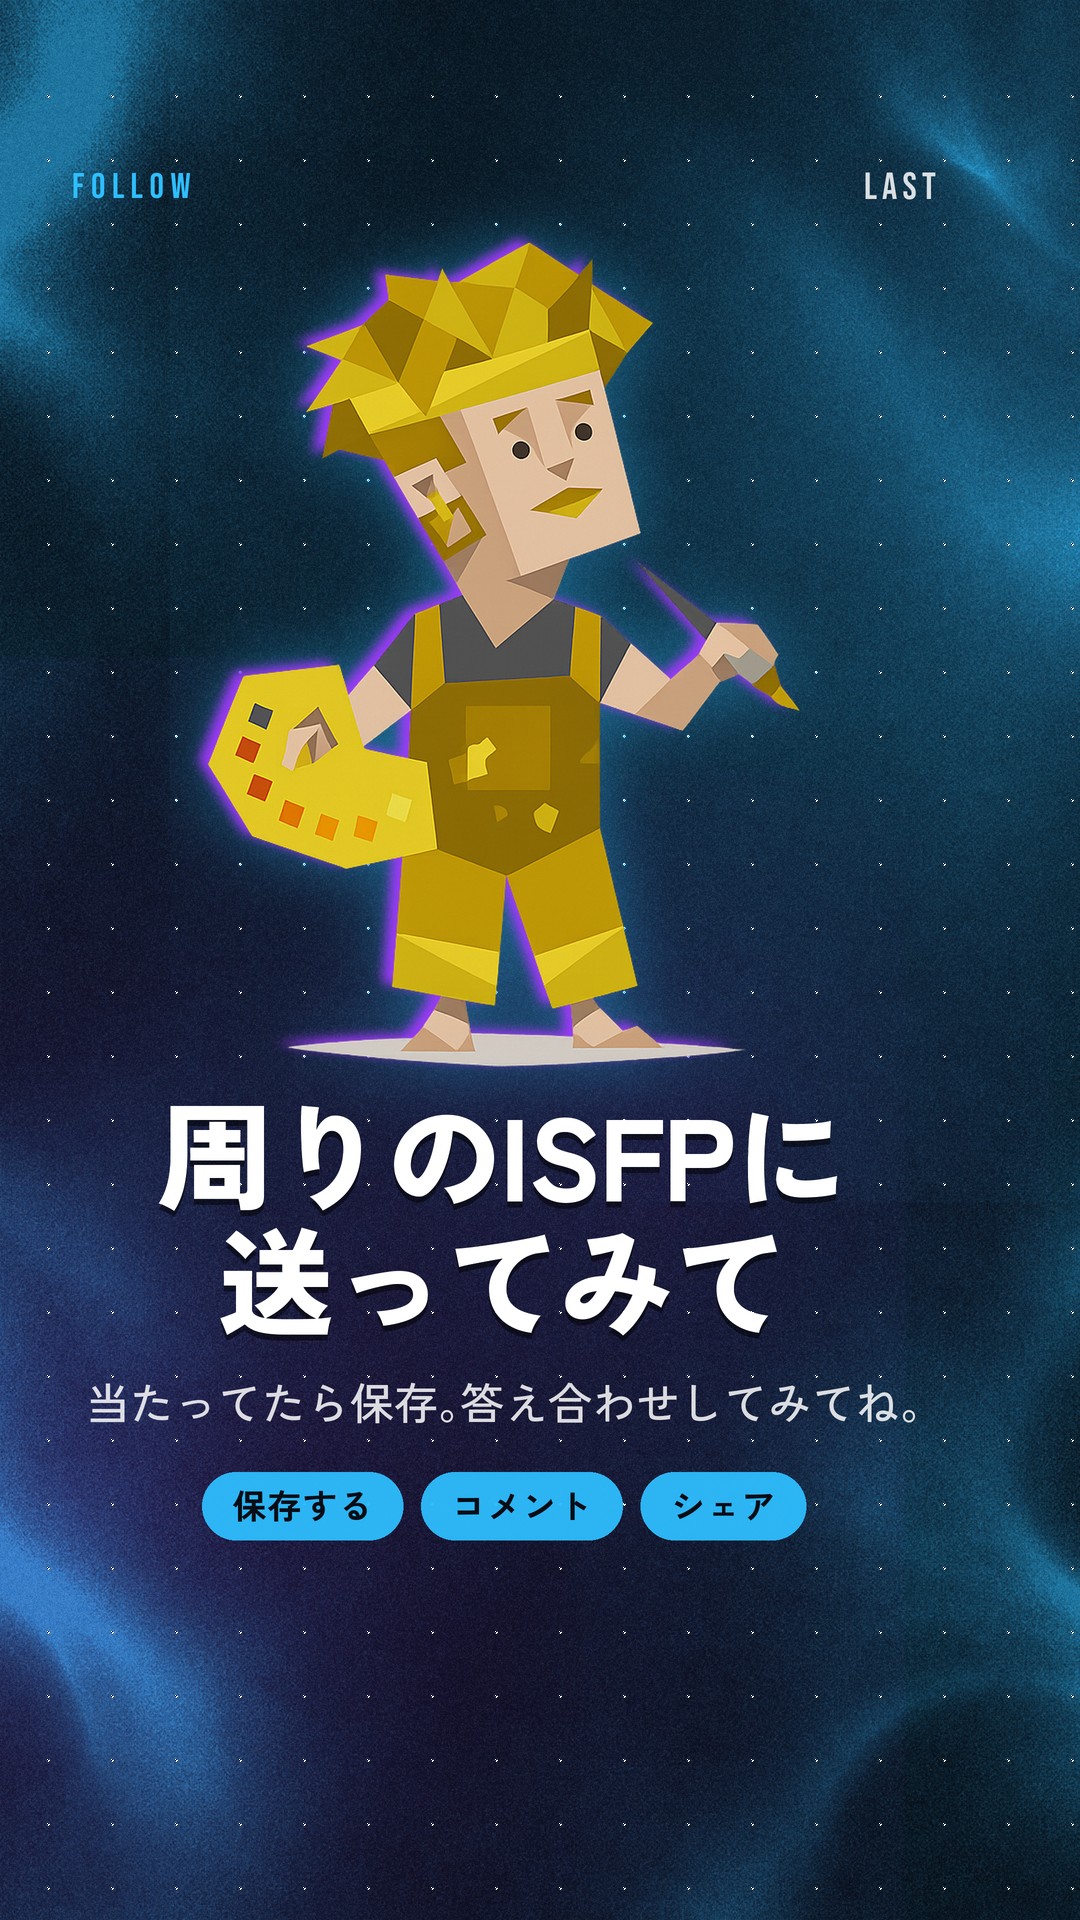 FOLLOW
LAST
周りのISFPに
送ってみて
当たってたら保存。答え合わせしてみてね。
保存する
コメント
シェア